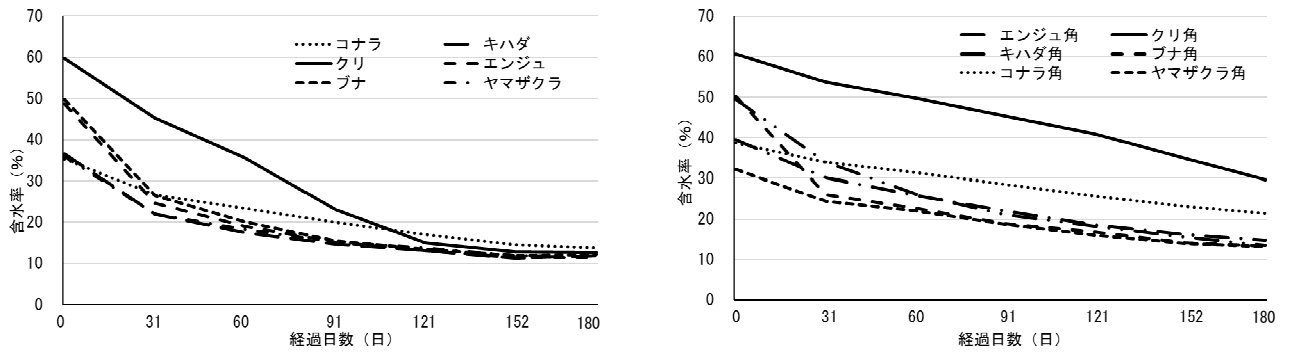 70
60
50
40
30
20
10
0
含水率（%）
コナラ キハダ
クリ エンジュ
ブナ ヤマザクラ
0 31 60 91 121 152 180
経過日数（日）
70
60
50
40
30
20
10
0
含水率（%）
エンジュ角 クリ角
キハダ角 ブナ角
コナラ角 ヤマザクラ角
0 31 60 91 121 152 180
経過日数（日）